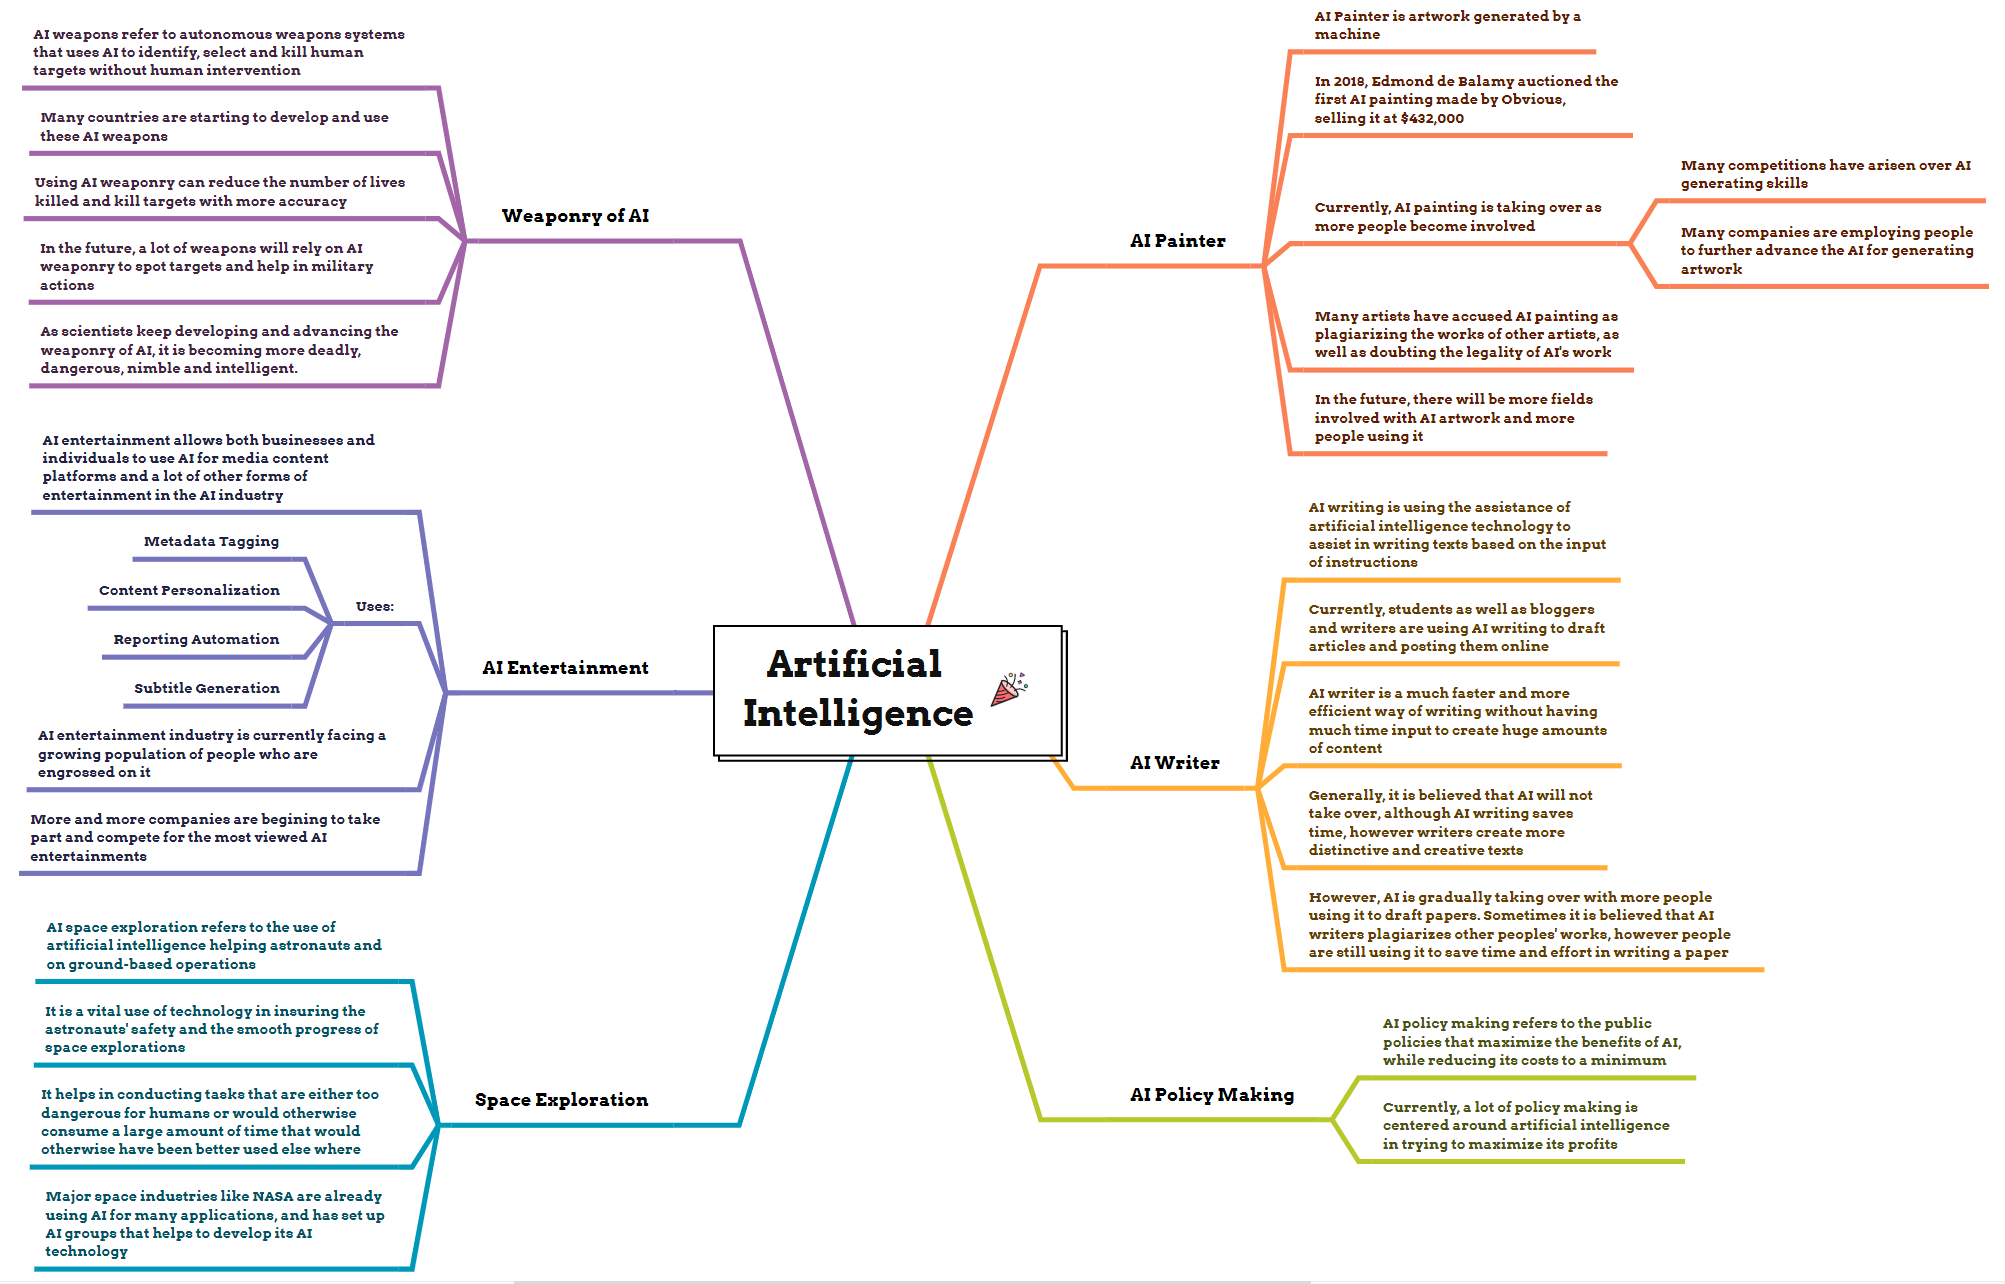 Artificial
Intelligence
AI Painter
AI Painter is artwork generated by a
machine
In 2018, Edmond de Balamy auctioned the
first AI painting made by Obvious,
selling it at $432,000
Currently, AI painting is taking over as
more people become involved
Many competitions have arisen over AI
generating skills
Many companies are employing people
to further advance the AI for generating
artwork
Many artists have accused AI painting as
plagiarizing the works of other artists, as
well as doubting the legality of AI's work
In the future, there will be more fields
involved with AI artwork and more
people using it
AI Writer
AI writing is using the assistance of
artificial intelligence technology to
assist in writing texts based on the input
of instructions
Currently, students as well as bloggers
and writers are using AI writing to draft
articles and posting them online
AI writer is a much faster and more
efficient way of writing without having
much time input to create huge amounts
of content
Generally, it is believed that AI will not
take over, although AI writing saves
time, however writers create more
distinctive and creative texts
However, AI is gradually taking over with more people
using it to draft papers. Sometimes it is believed that AI
writers plagiarizes other peoples' works, however people
are still using it to save time and effort in writing a paper
AI Policy Making
AI policy making refers to the public
policies that maximize the benefits of AI,
while reducing its costs to a minimum
Currently, a lot of policy making is
centered around artificial intelligence
in trying to maximize its profits
Weaponry of AI
AI weapons refer to autonomous weapons systems
that uses AI to identify, select and kill human
targets without human intervention
Many countries are starting to develop and use
these AI weapons
Using AI weaponry can reduce the number of lives
killed and kill targets with more accuracy
In the future, a lot of weapons will rely on AI
weaponry to spot targets and help in military
actions
As scientists keep developing and advancing the
weaponry of AI, it is becoming more deadly,
dangerous, nimble and intelligent.
AI Entertainment
AI entertainment allows both businesses and
individuals to use AI for media content
platforms and a lot of other forms of
entertainment in the AI industry
Uses:
Metadata Tagging
Content Personalization
Reporting Automation
Subtitle Generation
AI entertainment industry is currently facing a
growing population of people who are
engrossed on it
More and more companies are begining to take
part and compete for the most viewed AI
entertainments
Space Exploration
AI space exploration refers to the use of
artificial intelligence helping astronauts and
on ground-based operations
It is a vital use of technology in insuring the
astronauts' safety and the smooth progress of
space explorations
It helps in conducting tasks that are either too
dangerous for humans or would otherwise
consume a large amount of time that would
otherwise have been better used else where
Major space industries like NASA are already
using AI for many applications, and has set up
AI groups that helps to develop its AI
technology